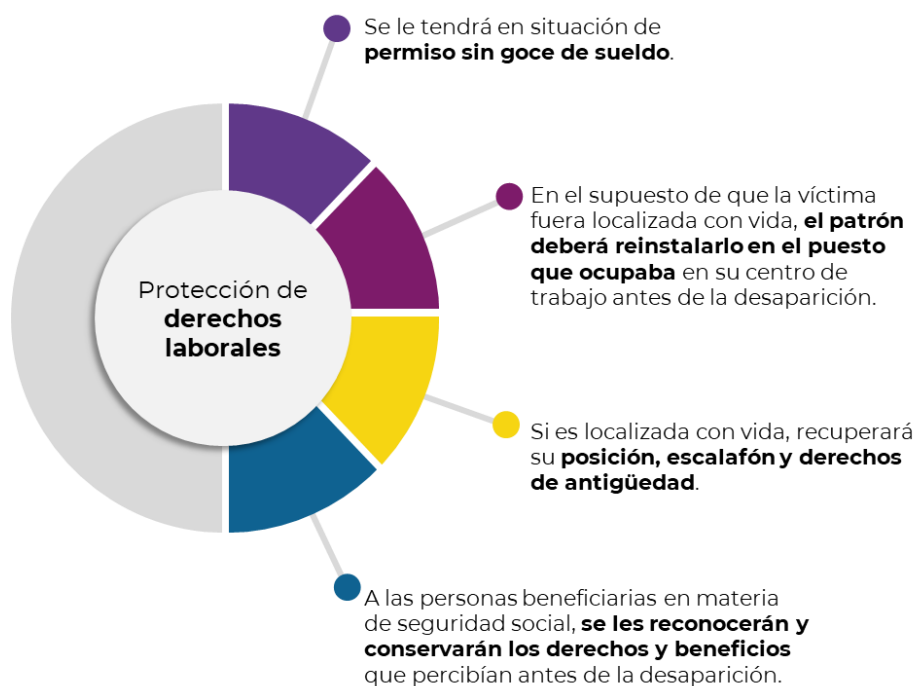 Se le tendrá en situación de
permiso sin goce de sueldo.
En el supuesto de que la víctima
fuera localizada con vida, el patrón
deberá reinstalarlo en el puesto
que ocupaba en su centro de
trabajo antes de la desaparición.
Protección de
derechos
laborales
Si es localizada con vida, recuperará
su posición, escalafón y derechos
de antigüedad.
A las personas beneficiarias en materia
de seguridad social, se les reconocerán y
conservarán los derechos y beneficios
que percibían antes de la desaparición.